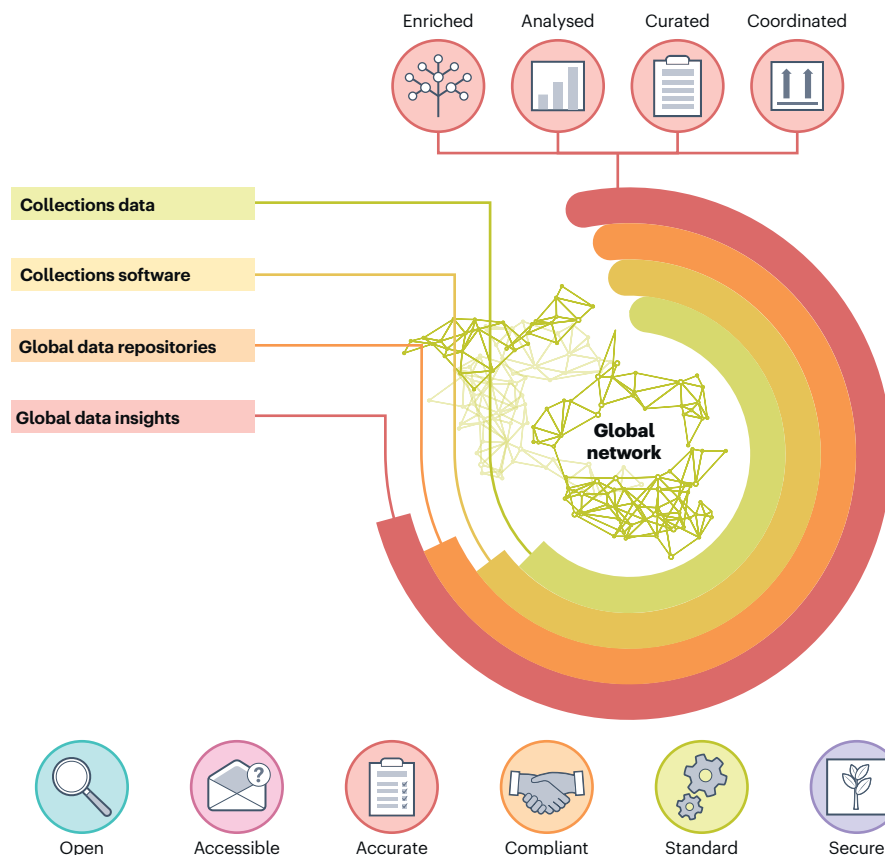 Enriched
Analysed
Curated
Coordinated
Collections data
Collections software
Global data repositories
Global data insights
Global
network
?
Open
Accessible
Accurate
Compliant
Standard
Secure